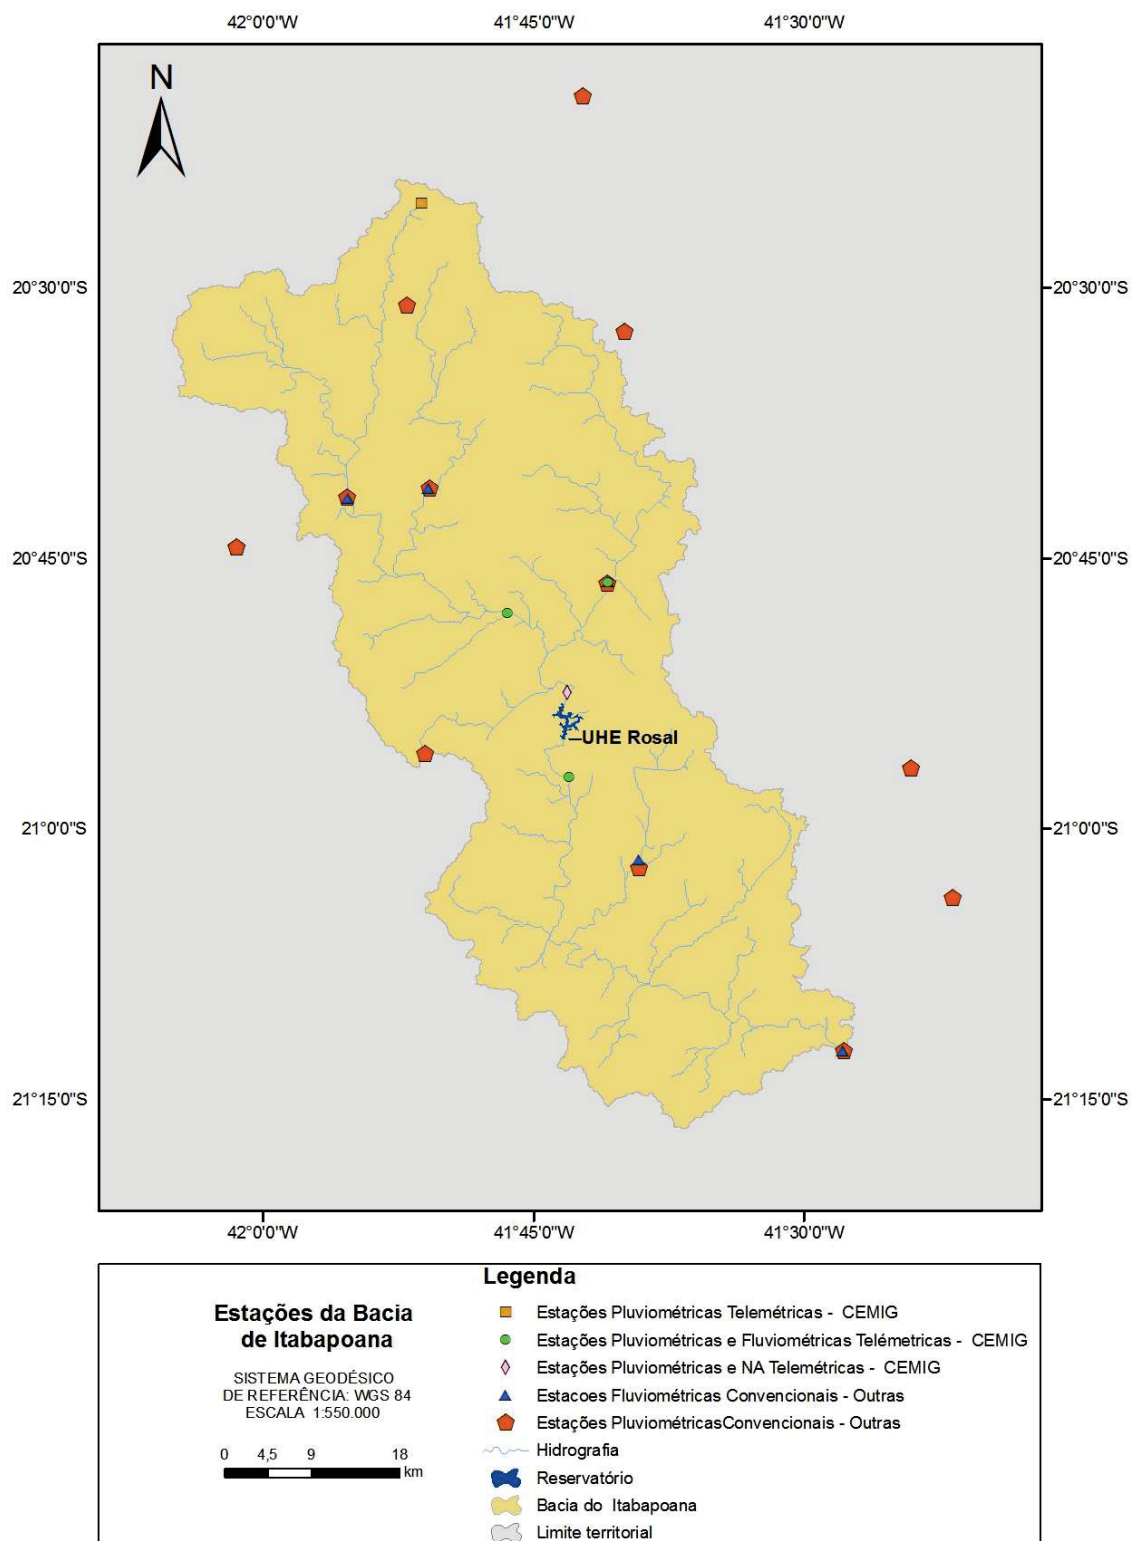 42°0'0"W 41°45'0"W 41°30'0"W
N
20°30'0"S 20°30'0"S
20°45'0"S 20°45'0"S
UHE Rosal
21°0'0"S 21°0'0"S
21°15'0"S 21°15'0"S
42°0'0"W 41°45'0"W 41°30'0"W
Estações da Bacia
de Itabapoana
SISTEMA GEODÉSICO
DE REFERÊNCIA: WGS 84
ESCALA 1:550.000
0 4,5 9 18
km
Legenda
Estações Pluviométricas Telemétricas - CEMIG
Estações Pluviométricas e Fluviométricas Telémetricas - CEMIG
Estações Pluviométricas e NA Telemétricas - CEMIG
Estacoes Fluviométricas Convencionais - Outras
Estações PluviométricasConvencionais - Outras
Hidrografia
Reservatório
Bacia do Itabapoana
Limite territorial